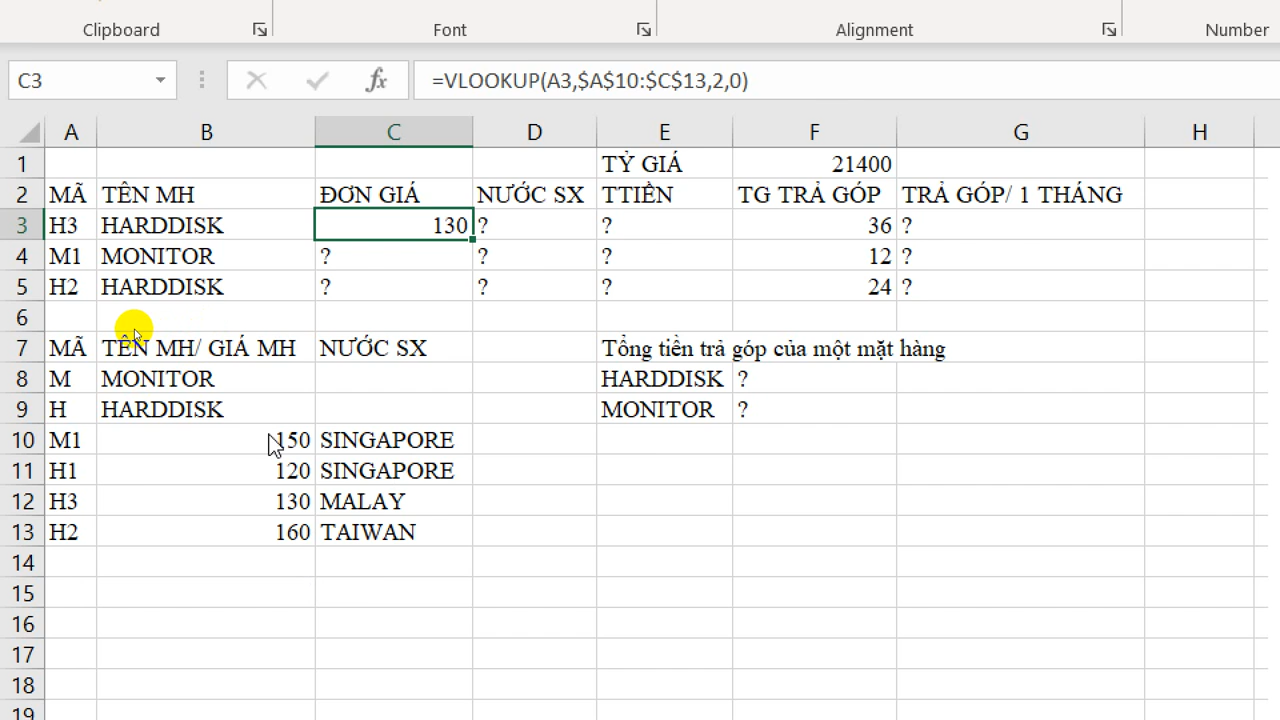 Clipboard Font Alignment Number
C3 fx =VLOOKUP(A3,$A$10:$C$13,2,0)
A B C D E F G H
1 TỶ GIÁ 21400
2 MÃ TÊN MH ĐƠN GIÁ NƯỚC SX TTIỀN TG TRẢ GÓP TRẢ GÓP/ 1 THÁNG
3 H3 HARDDISK 130 ? ? 36 ?
4 M1 MONITOR ? ? ? 12 ?
5 H2 HARDDISK ? ? ? 24 ?
6
7 MÃ TÊN MH/ GIÁ MH NƯỚC SX Tổng tiền trả góp của một mặt hàng
8 M MONITOR HARDDISK ?
9 H HARDDISK MONITOR ?
10 M1 150 SINGAPORE
11 H1 120 SINGAPORE
12 H3 130 MALAY
13 H2 160 TAIWAN
14
15
16
17
18
19